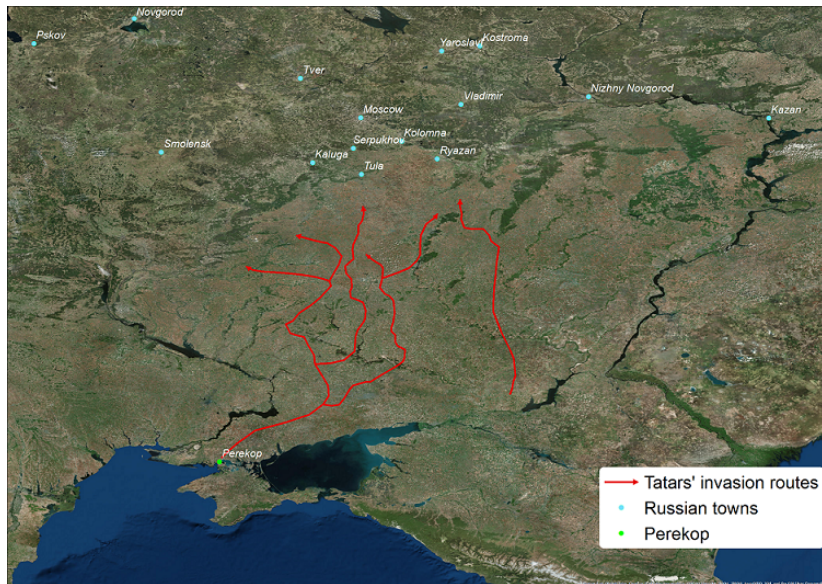 Novgorod
Pskov
Yaroslavl
Kostroma
Tver
Nizhny Novgorod
Vladimir
Moscow
Kazan
Smolensk
Serpukhov
Kolomna
Kaluga
Ryazan
Tula
Perekop
Tatars' invasion routes
Russian towns
Perekop